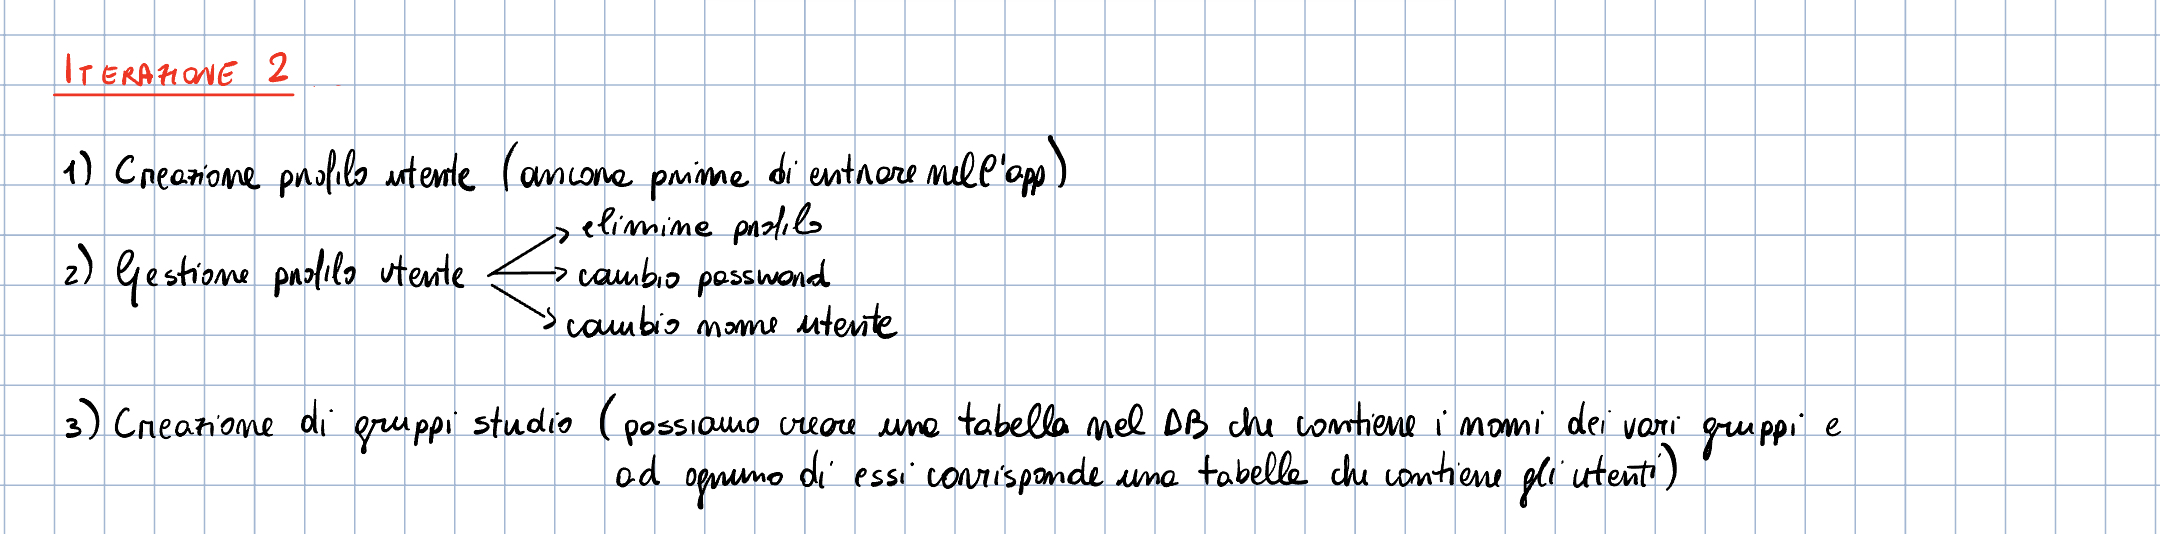 ITERAZIONE 2
1) Creazione profilo utente (ancora prima di entrare nell'app)
elimina profilo
2) Gestione profilo utente → cambio password
cambio nome utente
3) Creazione di gruppi studio (possiamo creare una tabella nel DB che contiene i nomi dei vari gruppi e
ad ognuno di essi corrisponde una tabella che contiene gli utenti)